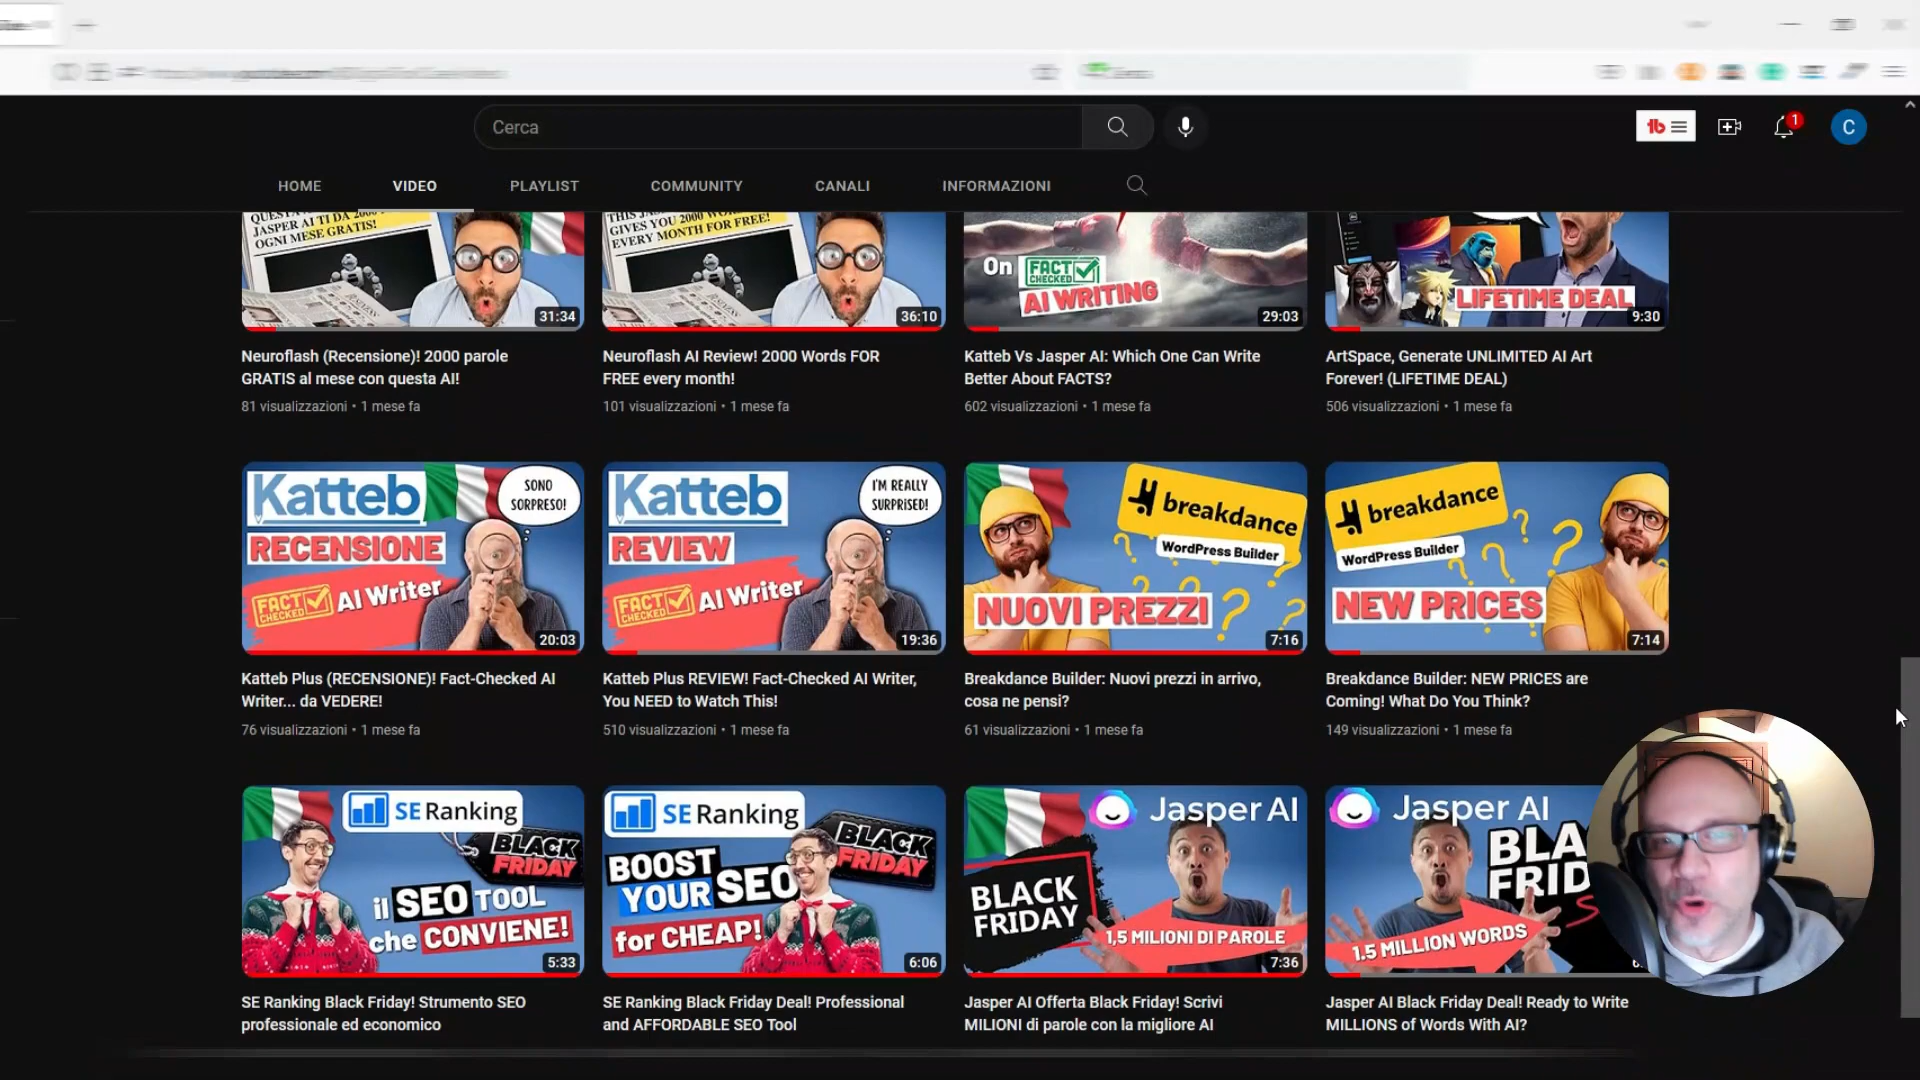 Cerca
1
C
HOME
VIDEO
PLAYLIST
COMMUNITY
CANALI
INFORMAZIONI
JASPER AI TI DA 2000
OGNI MESE GRATIS!
31:34
GIVES YOU 2000
EVERY MONTH FOR FREE!
36:10
On FACT
CHECKED
AI WRITING
29:03
LIFETIME DEAL
9:30
Neuroflash (Recensione)! 2000 parole
GRATIS al mese con questa AI!
81 visualizzazioni • 1 mese fa
Neuroflash AI Review! 2000 Words FOR
FREE every month!
101 visualizzazioni • 1 mese fa
Katteb Vs Jasper AI: Which One Can Write
Better About FACTS?
602 visualizzazioni • 1 mese fa
ArtSpace, Generate UNLIMITED AI Art
Forever! (LIFETIME DEAL)
506 visualizzazioni • 1 mese fa
Katteb
SONO
SORPRESO!
RECENSIONE
FACT
CHECKED
AI Writer
20:03
Katteb
I'M REALLY
SURPRISED!
REVIEW
FACT
CHECKED
AI Writer
19:36
breakdance
WordPress Builder
NUOVI PREZZI
7:16
breakdance
WordPress Builder
NEW PRICES
7:14
Katteb Plus (RECENSIONE)! Fact-Checked AI
Writer... da VEDERE!
76 visualizzazioni • 1 mese fa
Katteb Plus REVIEW! Fact-Checked AI Writer,
You NEED to Watch This!
510 visualizzazioni • 1 mese fa
Breakdance Builder: Nuovi prezzi in arrivo,
cosa ne pensi?
61 visualizzazioni • 1 mese fa
Breakdance Builder: NEW PRICES are
Coming! What Do You Think?
149 visualizzazioni • 1 mese fa
SE Ranking
BLACK
FRIDAY
il SEO TOOL
che CONVIENE!
5:33
SE Ranking
BLACK
FRIDAY
BOOST
YOUR SEO
for CHEAP!
6:06
Jasper AI
BLACK
FRIDAY
1,5 MILIONI DI PAROLE
7:36
Jasper AI
BLA
FRID
1.5 MILLION WORDS
SE Ranking Black Friday! Strumento SEO
professionale ed economico
SE Ranking Black Friday Deal! Professional
and AFFORDABLE SEO Tool
Jasper AI Offerta Black Friday! Scrivi
MILIONI di parole con la migliore AI
Jasper AI Black Friday Deal! Ready to Write
MILLIONS of Words With AI?